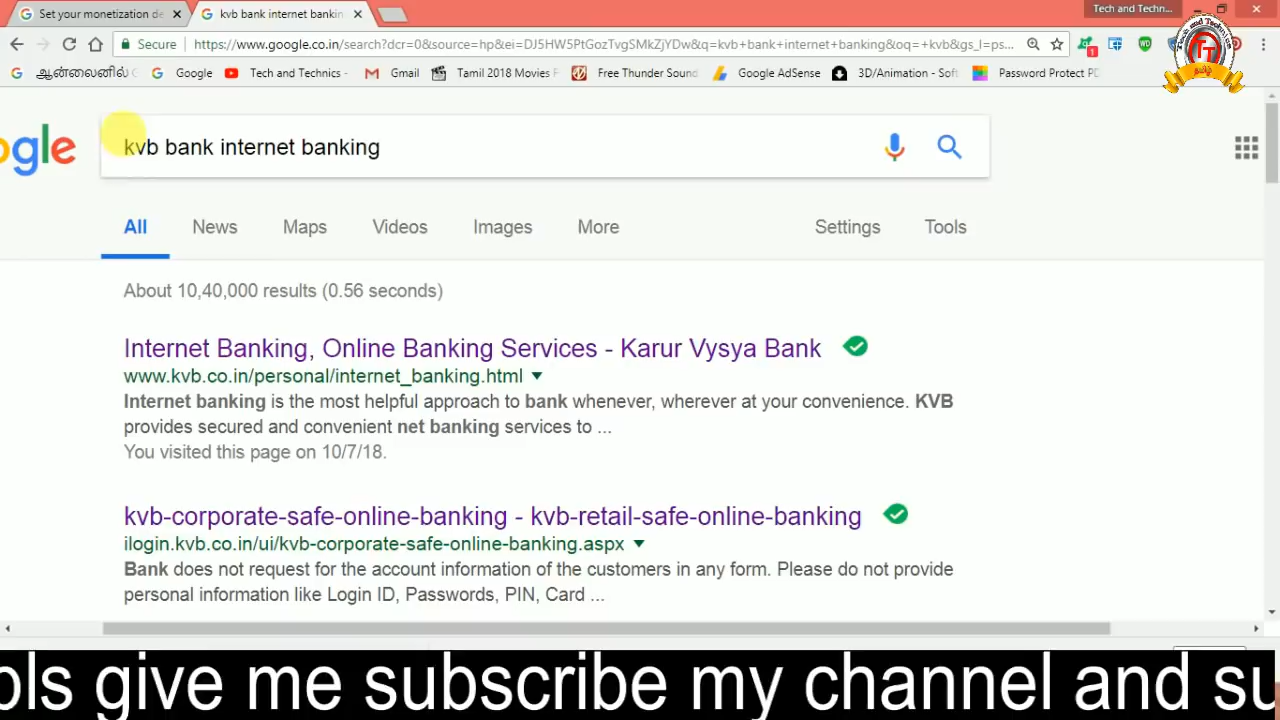 Set your monetization de
kvb bank internet bankin
Tech and Techn...
Secure
https://www.google.co.in/search?dcr=0&source=hp&ei=DJ5HW5PtGozTvgSMkZjYDw&q=kvb+bank+internet+banking&oq=+kvb&gs_l=ps...
ஆன்லைனில்
Google
Tech and Technics -
Gmail
Tamil 2D Movies
Free Thunder Sound
Google AdSense
3D/Animation - Soft
Password Protect PD
தமிழ்
ogle
kvb bank internet banking
All
News
Maps
Videos
Images
More
Settings
Tools
About 10,40,000 results (0.56 seconds)
Internet Banking, Online Banking Services - Karur Vysya Bank
www.kvb.co.in/personal/internet_banking.html
Internet banking is the most helpful approach to bank whenever, wherever at your convenience. KVB
provides secured and convenient net banking services to ...
You visited this page on 10/7/18.
kvb-corporate-safe-online-banking - kvb-retail-safe-online-banking
ilogin.kvb.co.in/ui/kvb-corporate-safe-online-banking.aspx
Bank does not request for the account information of the customers in any form. Please do not provide
personal information like Login ID, Passwords, PIN, Card ...
ols give me subscribe my channel and su